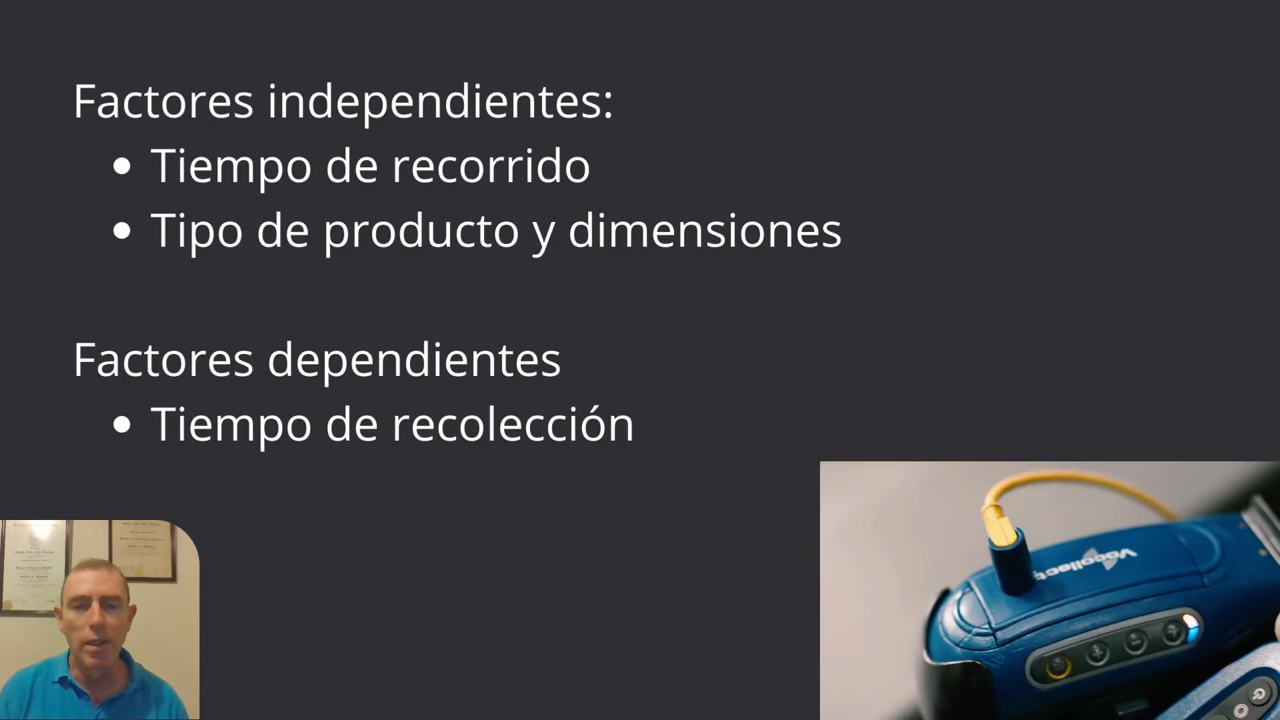 Factores independientes:
• Tiempo de recorrido
• Tipo de producto y dimensiones
Factores dependientes
• Tiempo de recolección
Vocollect